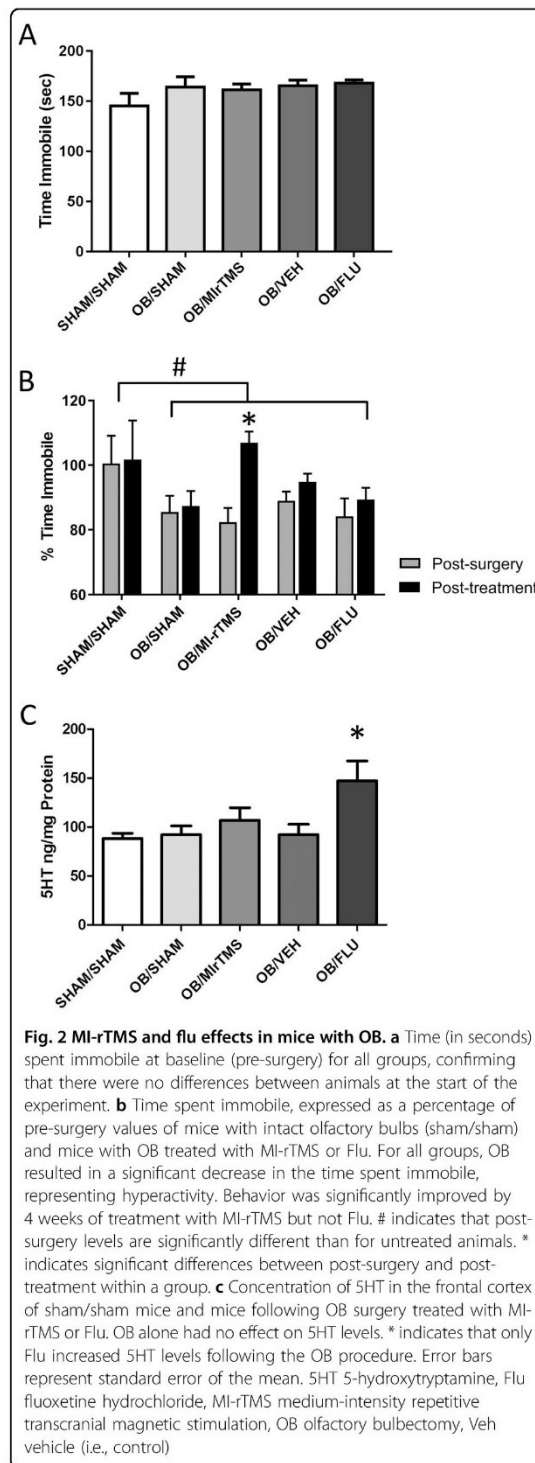 A
200
150
100
50
0
Time Immobile (sec)
SHAM/SHAM
OB/SHAM
OB/MIrTMS
OB/VEH
OB/FLU
B
#
*
120
100
80
60
% Time Immobile
Post-surgery
Post-treatment
SHAM/SHAM
OB/SHAM
OB/MI-rTMS
OB/VEH
OB/FLU
C
*
200
150
100
50
0
5HT ng/mg Protein
SHAM/SHAM
OB/SHAM
OB/MIrTMS
OB/VEH
OB/FLU
Fig. 2 MI-rTMS and flu effects in mice with OB. a Time (in seconds)
spent immobile at baseline (pre-surgery) for all groups, confirming
that there were no differences between animals at the start of the
experiment. b Time spent immobile, expressed as a percentage of
pre-surgery values of mice with intact olfactory bulbs (sham/sham)
and mice with OB treated with MI-rTMS or Flu. For all groups, OB
resulted in a significant decrease in the time spent immobile,
representing hyperactivity. Behavior was significantly improved by
4 weeks of treatment with MI-rTMS but not Flu. # indicates that post-
surgery levels are significantly different than for untreated animals. *
indicates significant differences between post-surgery and post-
treatment within a group. c Concentration of 5HT in the frontal cortex
of sham/sham mice and mice following OB surgery treated with MI-
rTMS or Flu. OB alone had no effect on 5HT levels. * indicates that only
Flu increased 5HT levels following the OB procedure. Error bars
represent standard error of the mean. 5HT 5-hydroxytryptamine, Flu
fluoxetine hydrochloride, MI-rTMS medium-intensity repetitive
transcranial magnetic stimulation, OB olfactory bulbectomy, Veh
vehicle (i.e., control)